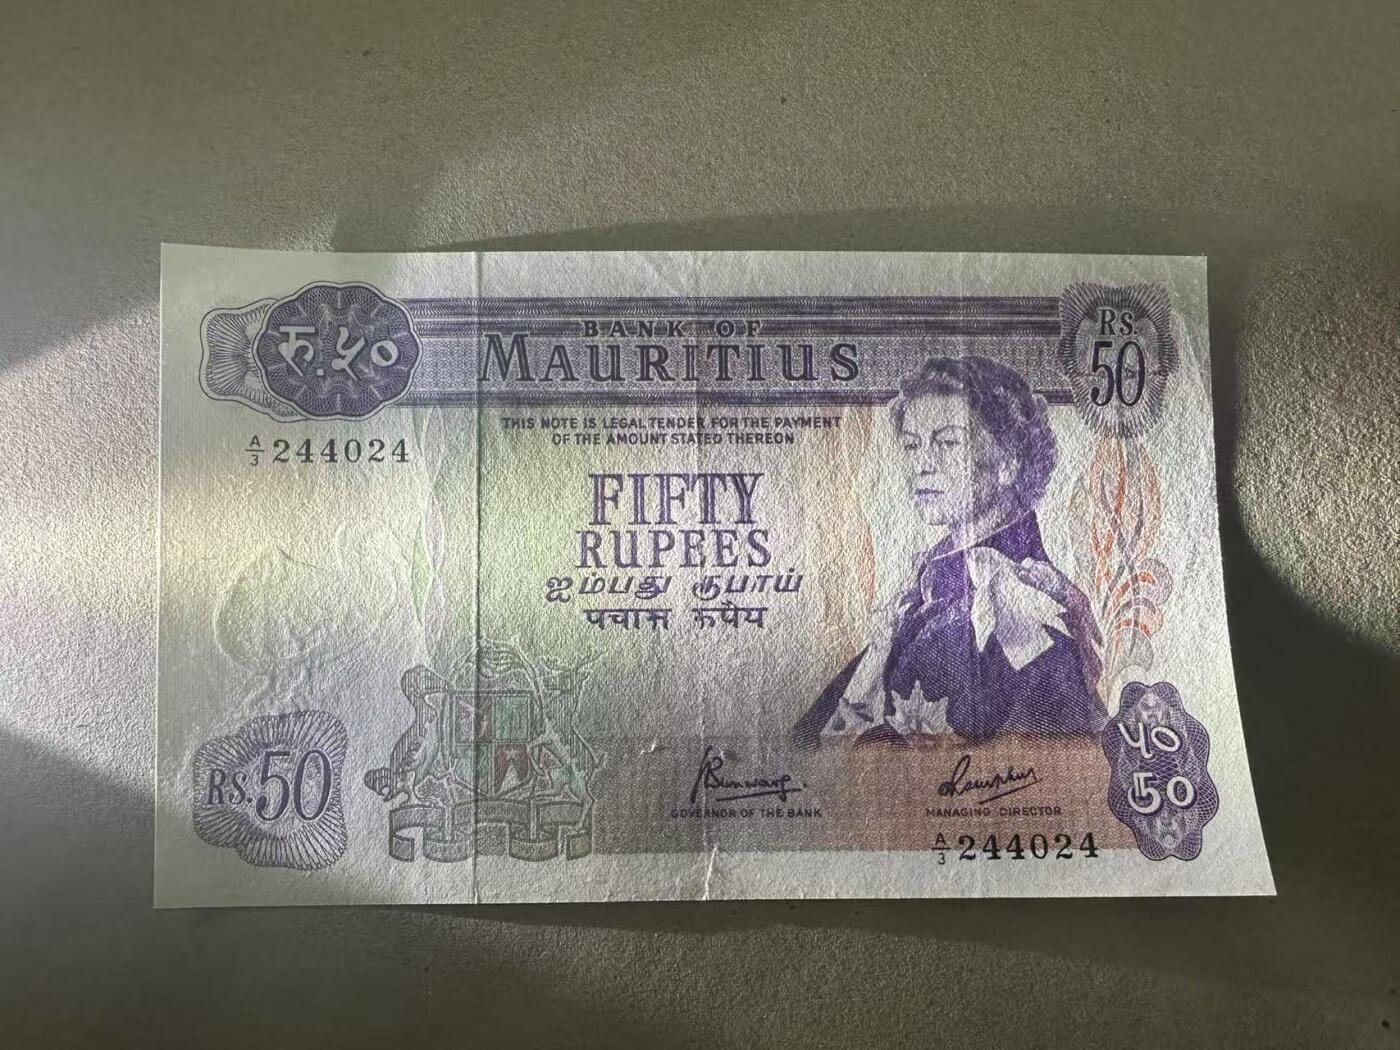 रु.५०
BANK OF
MAURITIUS
RS.
50
THIS NOTE IS LEGAL TENDER FOR THE PAYMENT
OF THE AMOUNT STATED THEREON
A/3 244024
FIFTY
RUPEES
ஐம்பது ரூபாய்
पचास रूपैय
RS. 50
GOVERNOR OF THE BANK
MANAGING DIRECTOR
५०
50
A/3 244024